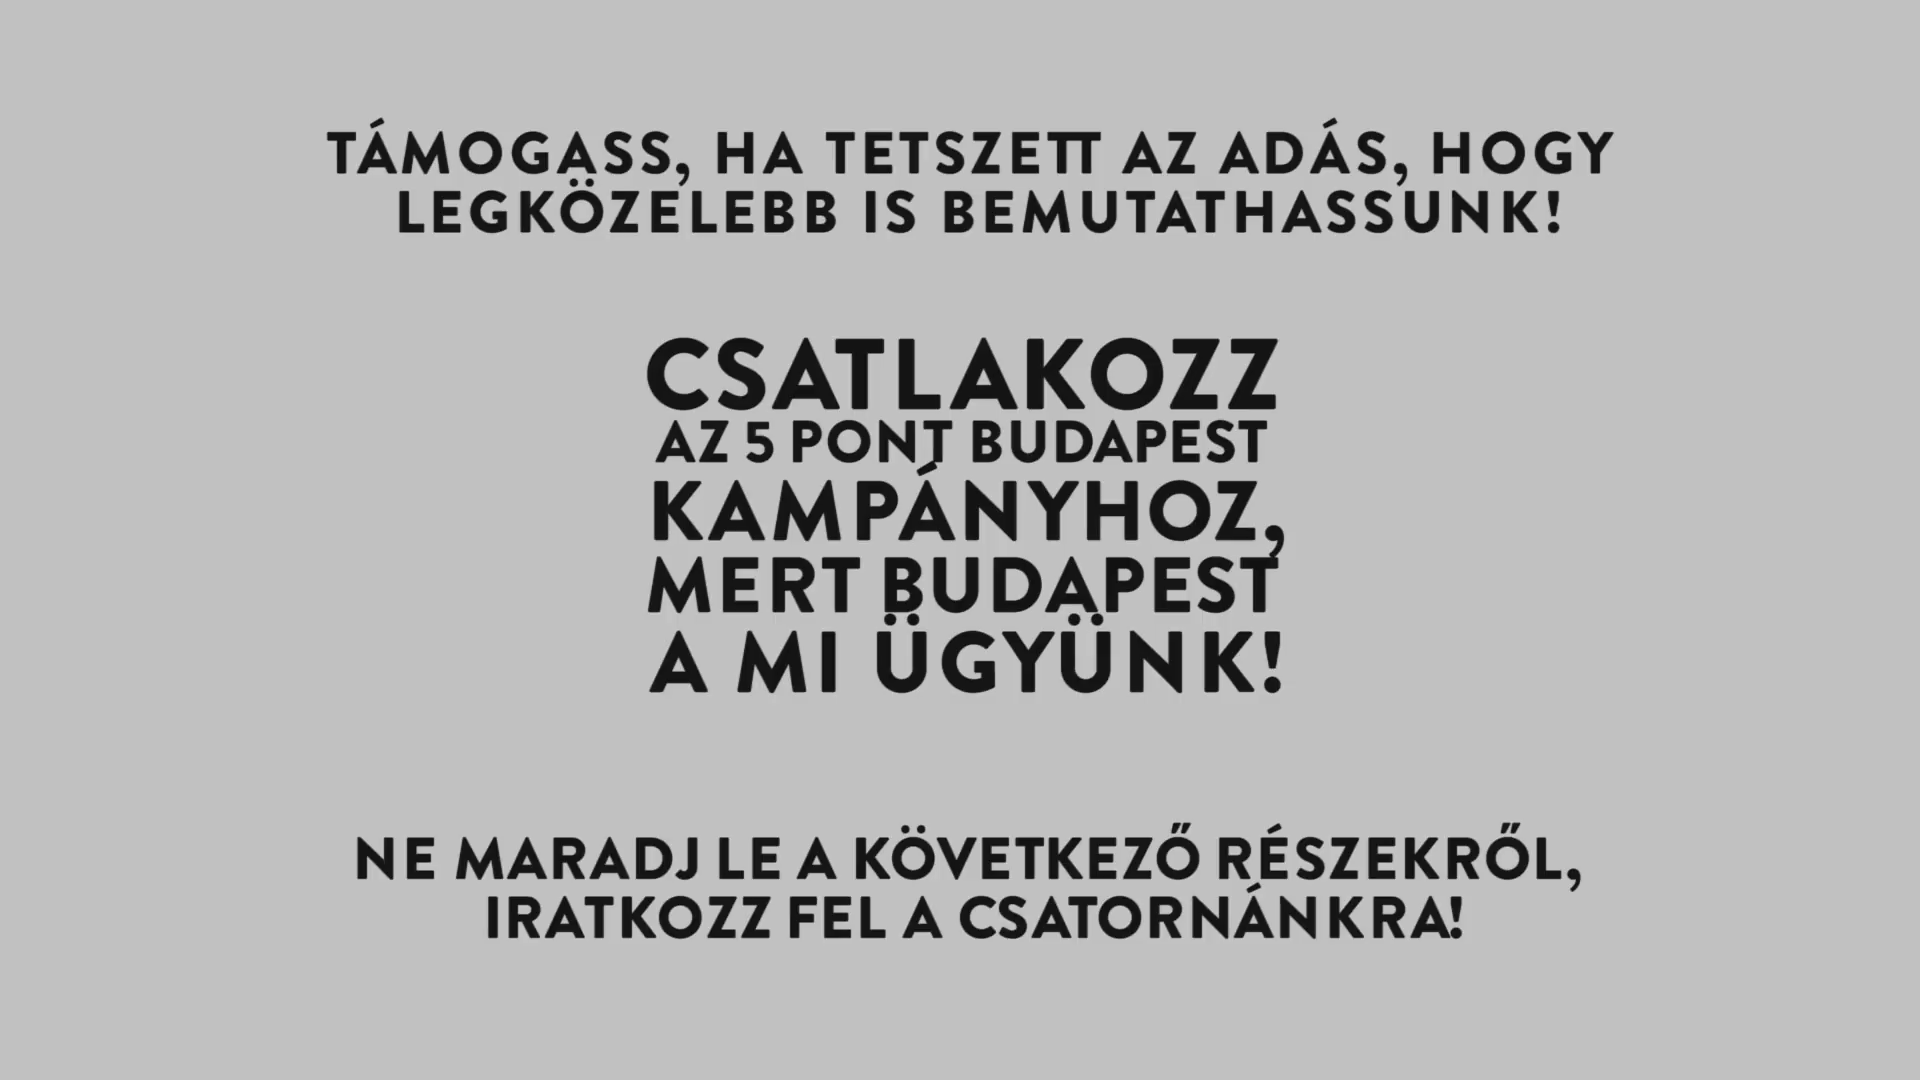 TÁMOGASS, HA TETSZETT AZ ADÁS, HOGY
LEGKÖZELEBB IS BEMUTATHASSUNK!
CSATLAKOZZ
AZ 5 PONT BUDAPEST
KAMPÁNYHOZ,
MERT BUDAPEST
A MI ÜGYÜNK!
NE MARADJ LE A KÖVETKEZŐ RÉSZEKRŐL,
IRATKOZZ FEL A CSATORNÁNKRA!